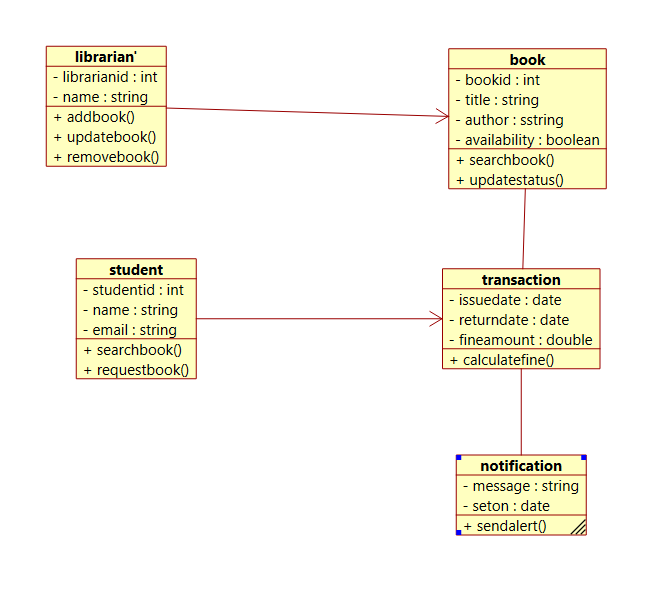 librarian'
- librarianid : int
- name : string
+ addbook()
+ updatebook()
+ removebook()
book
- bookid : int
- title : string
- author : sstring
- availability : boolean
+ searchbook()
+ updatestatus()
student
- studentid : int
- name : string
- email : string
+ searchbook()
+ requestbook()
transaction
- issuedate : date
- returndate : date
- fineamount : double
+ calculatefine()
notification
- message : string
- seton : date
+ sendalert()